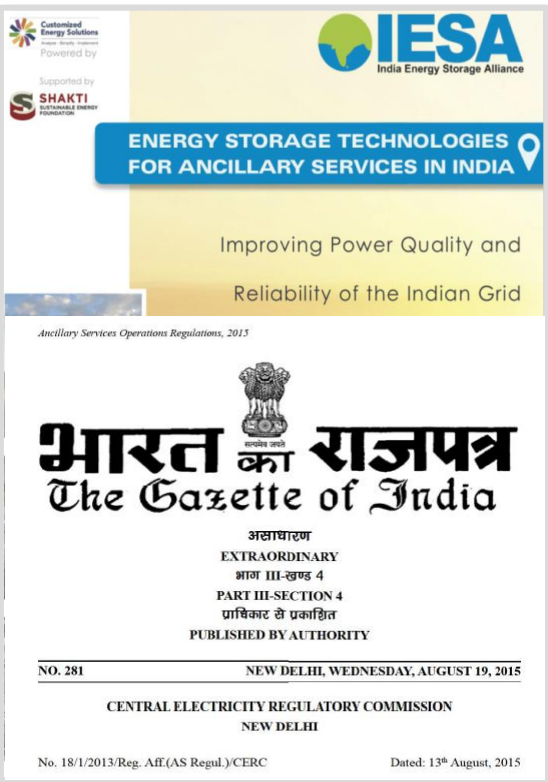 Customized
Energy Solutions
Analyze · Simplify · Implement
Powered by
Supported by
SHAKTI
SUSTAINABLE ENERGY
FOUNDATION
IESA
India Energy Storage Alliance
ENERGY STORAGE TECHNOLOGIES
FOR ANCILLARY SERVICES IN INDIA
Improving Power Quality and
Reliability of the Indian Grid
Ancillary Services Operations Regulations, 2015
सत्यमेव जयते
भारत का राजपत्र
The Gazette of India
असाधारण
EXTRAORDINARY
भाग III-खण्ड 4
PART III-SECTION 4
प्राधिकार से प्रकाशित
PUBLISHED BY AUTHORITY
NO. 281 NEW DELHI, WEDNESDAY, AUGUST 19, 2015
CENTRAL ELECTRICITY REGULATORY COMMISSION
NEW DELHI
No. 18/1/2013/Reg. Aff.(AS Regul.)/CERC Dated: 13th August, 2015